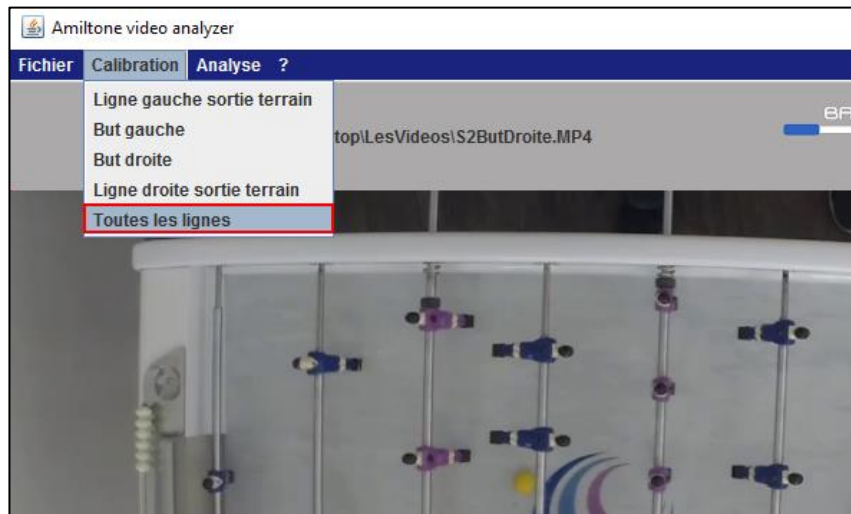 Amiltone video analyzer
Fichier Calibration Analyse ?
Ligne gauche sortie terrain
But gauche
top\LesVideos\S2ButDroite.MP4
But droite
Ligne droite sortie terrain
Toutes les lignes